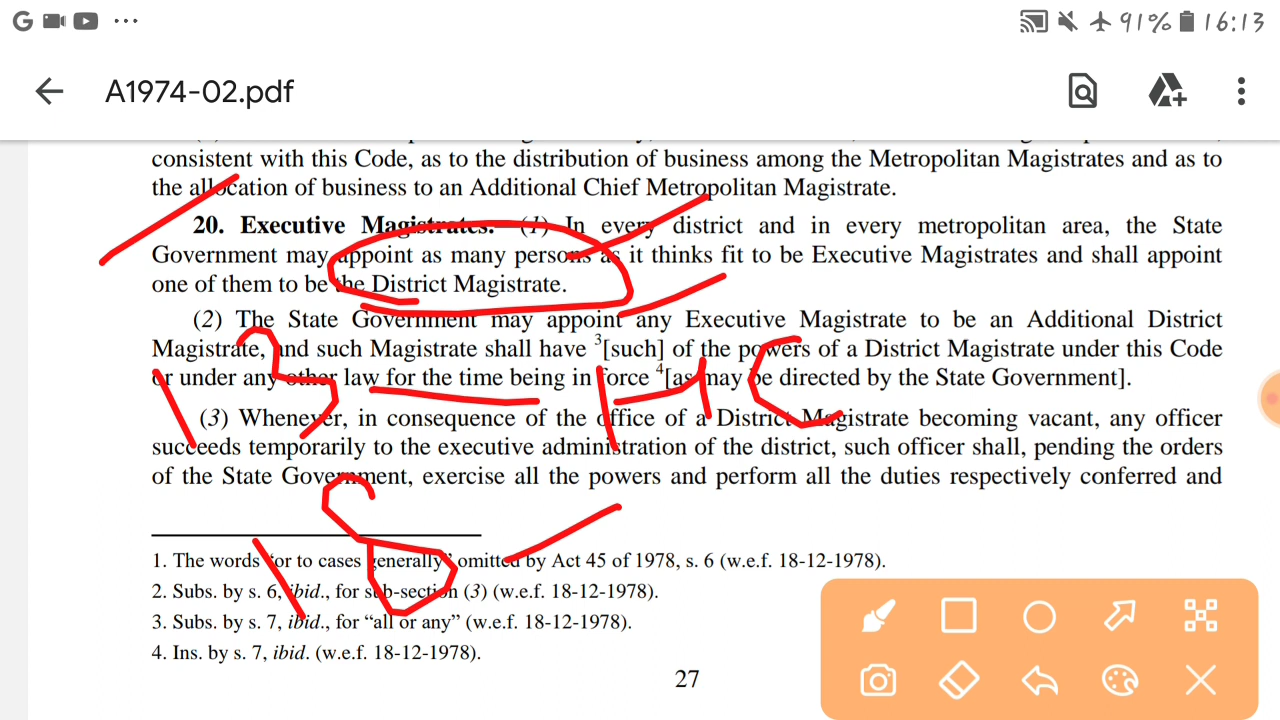 91% 16:13
A1974-02.pdf
consistent with this Code, as to the distribution of business among the Metropolitan Magistrates and as to
the allocation of business to an Additional Chief Metropolitan Magistrate.
20. Executive Magistrates. (1) In every district and in every metropolitan area, the State
Government may appoint as many persons as it thinks fit to be Executive Magistrates and shall appoint
one of them to be the District Magistrate.
(2) The State Government may appoint any Executive Magistrate to be an Additional District
Magistrate, and such Magistrate shall have 3[such] of the powers of a District Magistrate under this Code
or under any other law for the time being in force 4[as may be directed by the State Government].
(3) Whenever, in consequence of the office of a District Magistrate becoming vacant, any officer
succeeds temporarily to the executive administration of the district, such officer shall, pending the orders
of the State Government, exercise all the powers and perform all the duties respectively conferred and
1. The words "or to cases generally" omitted by Act 45 of 1978, s. 6 (w.e.f. 18-12-1978).
2. Subs. by s. 6, ibid., for sub-section (3) (w.e.f. 18-12-1978).
3. Subs. by s. 7, ibid., for “all or any” (w.e.f. 18-12-1978).
4. Ins. by s. 7, ibid. (w.e.f. 18-12-1978).
27